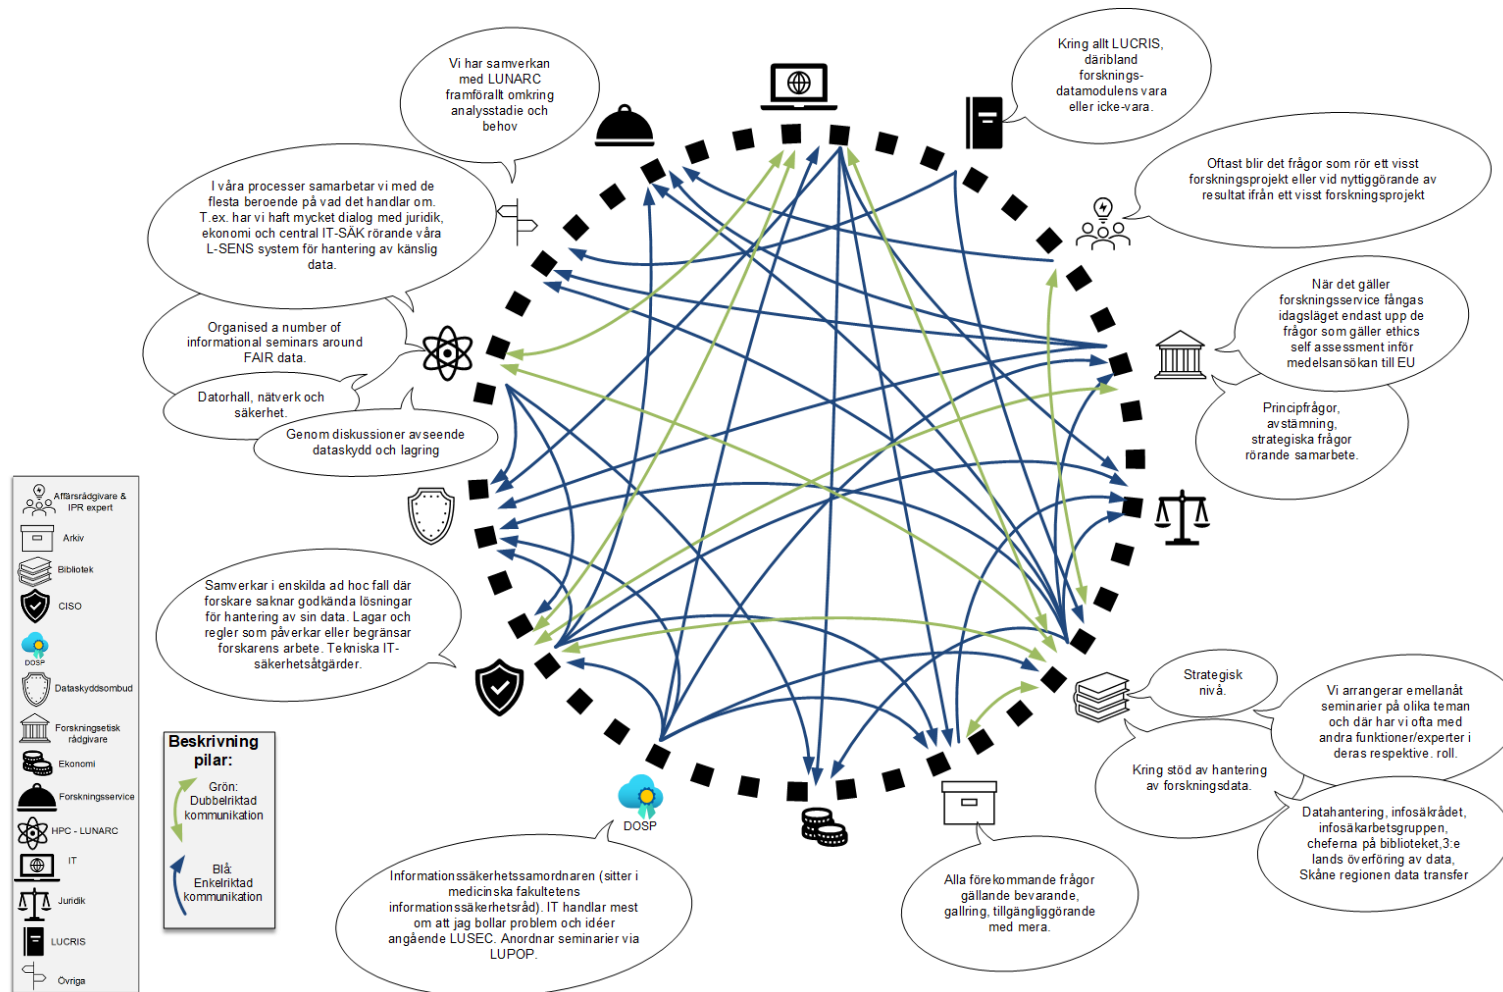 Vi har samverkan
med LUNARC
framförallt omkring
analysstadie och
behov
Kring allt LUCRIS,
däribland
forsknings-
datamodulens vara
eller icke-vara.
Oftast blir det frågor som rör ett visst
forskningsprojekt eller vid nyttiggörande av
resultat ifrån ett visst forskningsprojekt
I våra processer samarbetar vi med de
flesta beroende på vad det handlar om.
T.ex. har vi haft mycket dialog med juridik,
ekonomi och central IT-SÄK rörande våra
L-SENS system för hantering av känslig
data.
När det gäller
forskningsservice fångas
idagsläget endast upp de
frågor som gäller ethics
self assessment inför
medelsansökan till EU
Organised a number of
informational seminars around
FAIR data.
Datorhall, nätverk och
säkerhet.
Genom diskussioner avseende
dataskydd och lagring
Principfrågor,
avstämning,
strategiska frågor
rörande samarbete.
Samverkar i enskilda ad hoc fall där
forskare saknar godkända lösningar
för hantering av sin data. Lagar och
regler som påverkar eller begränsar
forskarens arbete. Tekniska IT-
säkerhetsåtgärder.
Strategisk
nivå.
Vi arrangerar emellanåt
seminarier på olika teman
och där har vi ofta med
andra funktioner/experter i
deras respektive. roll.
Kring stöd av hantering
av forskningsdata.
Datahantering, infosäkrådet,
infosäkarbetsgruppen,
cheferna på biblioteket,3:e
lands överföring av data,
Skåne regionen data transfer
DOSP
Informationssäkerhetssamordnaren (sitter i
medicinska fakultetens
informationssäkerhetsråd). IT handlar mest
om att jag bollar problem och idéer
angående LUSEC. Anordnar seminarier via
LUPOP.
Alla förekommande frågor
gällande bevarande,
gallring, tillgängliggörande
med mera.
Affärsrådgivare &
IPR expert
Arkiv
Bibliotek
CISO
DOSP
Dataskyddsombud
Forskningsetisk
rådgivare
Ekonomi
Forskningsservice
HPC - LUNARC
IT
Juridik
LUCRIS
Övriga
Beskrivning
pilar:
Grön:
Dubbelriktad
kommunikation
Blå:
Enkelriktad
kommunikation